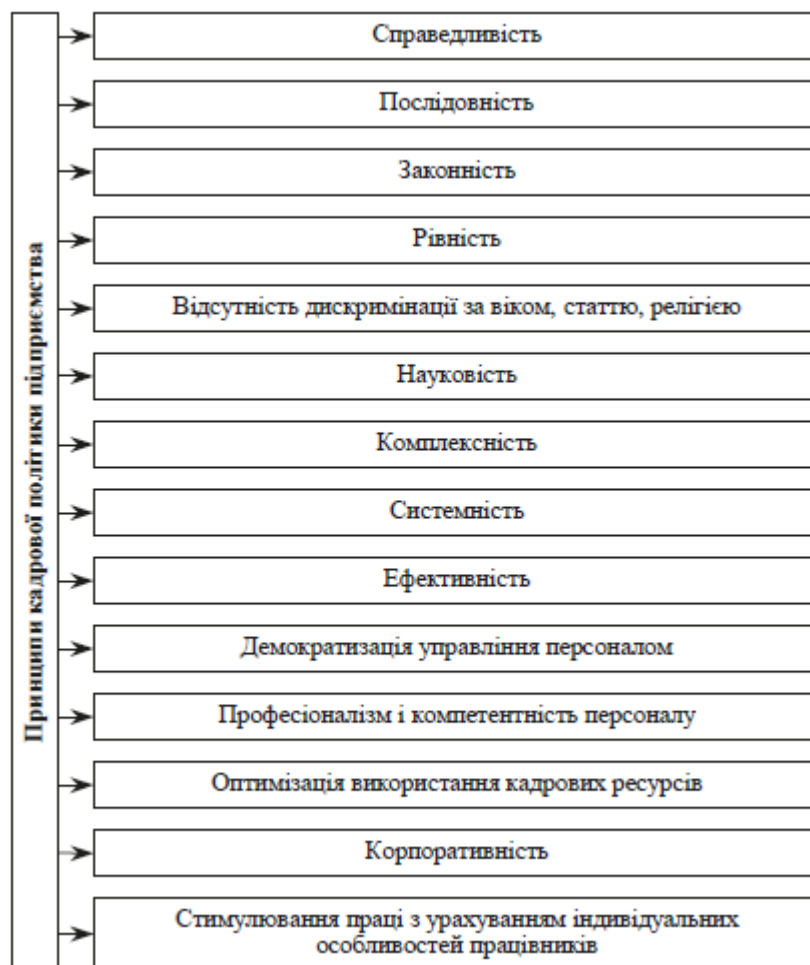 Принципи кадрової політики підприємства
Справедливість
Послідовність
Законність
Рівність
Відсутність дискримінації за віком, статтю, релігією
Науковість
Комплексність
Системність
Ефективність
Демократизація управління персоналом
Професіоналізм і компетентність персоналу
Оптимізація використання кадрових ресурсів
Корпоративність
Стимулювання праці з урахуванням індивідуальних
особливостей працівників